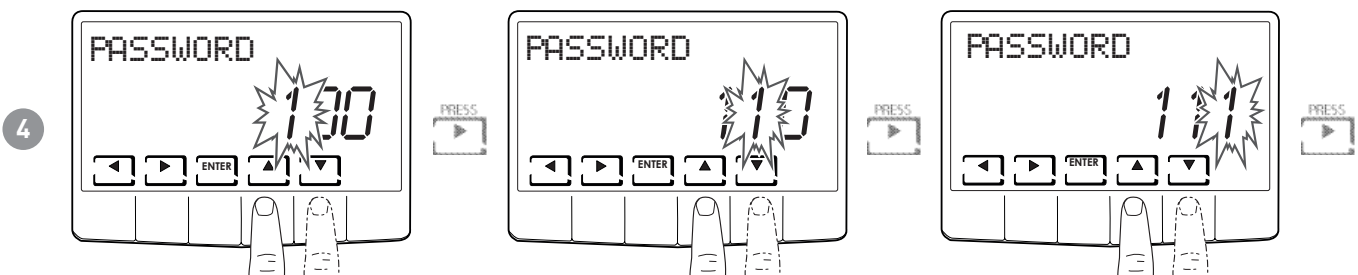 4
PASSWORD
100
◄ ► ENTER ▲ ▼
PRESS
►
PASSWORD
110
◄ ► ENTER ▲ ▼
PRESS
►
PASSWORD
111
◄ ► ENTER ▲ ▼
PRESS
►